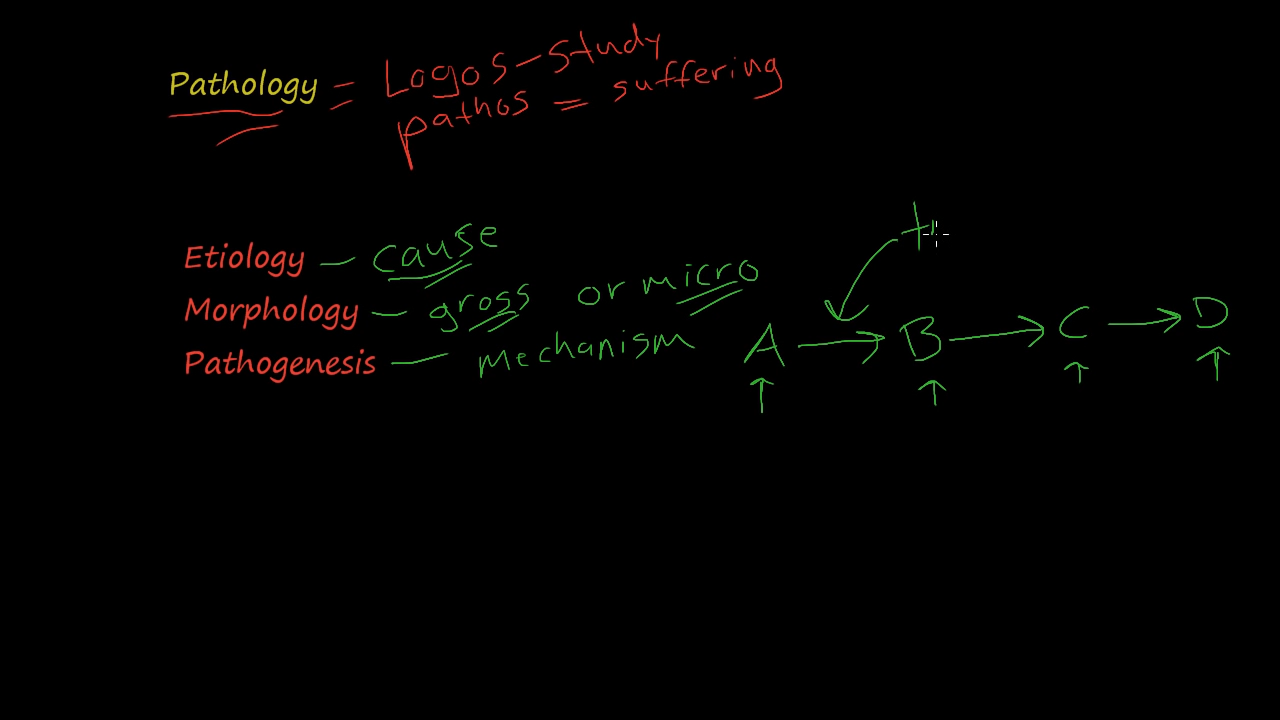 Pathology = Logos - Study
pathos = suffering
Etiology - cause
Morphology - gross or micro
Pathogenesis - mechanism
A → B → C → D